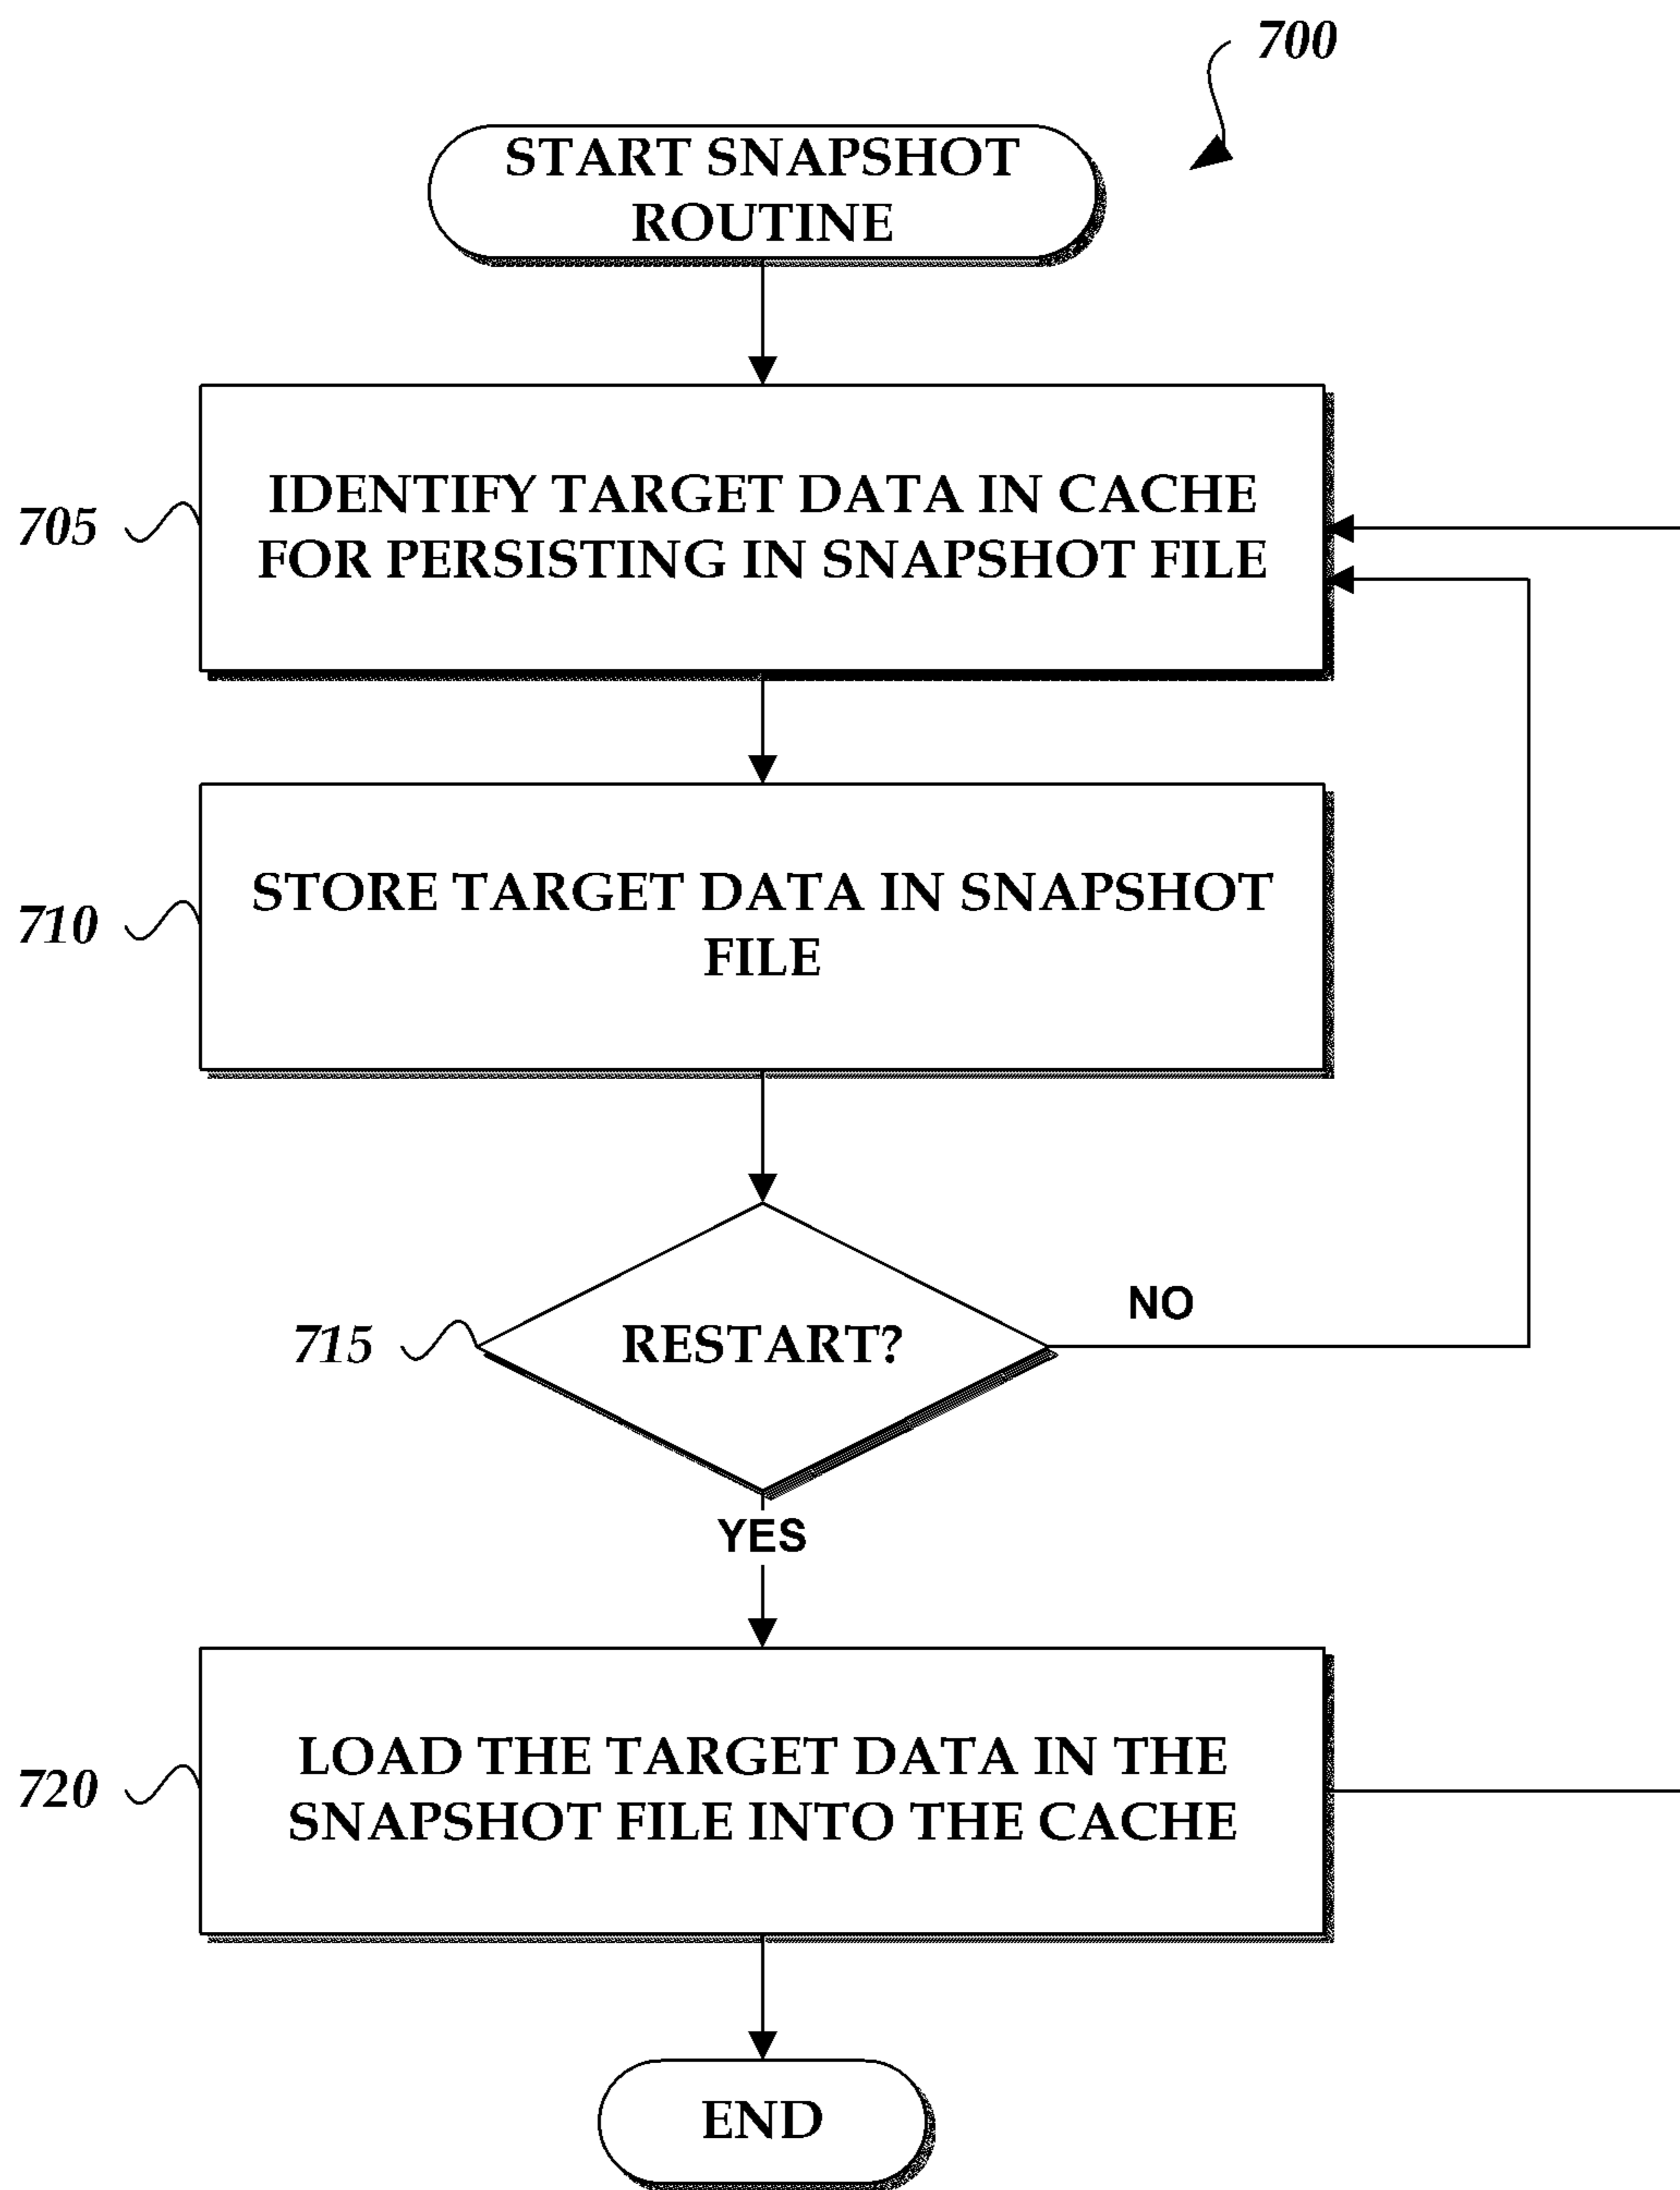 700
START SNAPSHOT
ROUTINE
705
IDENTIFY TARGET DATA IN CACHE
FOR PERSISTING IN SNAPSHOT FILE
710
STORE TARGET DATA IN SNAPSHOT
FILE
715
RESTART?
NO
YES
720
LOAD THE TARGET DATA IN THE
SNAPSHOT FILE INTO THE CACHE
END